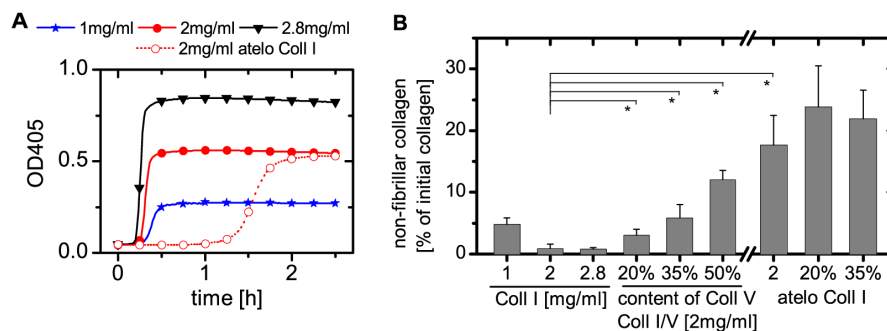 A
1mg/ml 2mg/ml 2.8mg/ml
2mg/ml atelo Coll I
1.0
0.5
0.0
OD405
0 1 2
time [h]
B
30
20
10
0
non-fibrillar collagen
[% of initial collagen]
* * * *
1 2 2.8 20% 35% 50% 2 20% 35%
Coll I [mg/ml] content of Coll V atelo Coll I
Coll I/V [2mg/ml]